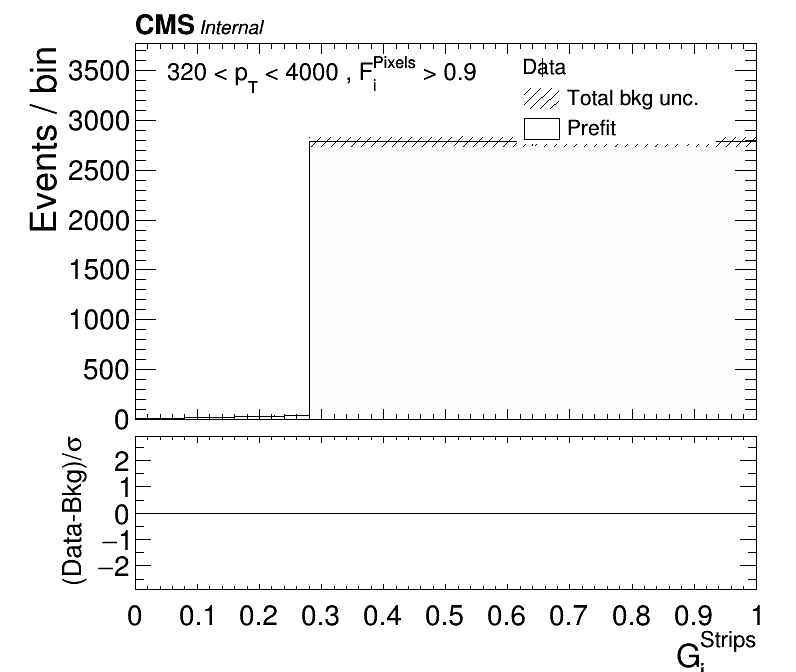 CMS Internal
320 < p_T < 4000 , F_i^Pixels > 0.9
Data
Total bkg unc.
Prefit
Events / bin
3500
3000
2500
2000
1500
1000
500
0
(Data-Bkg)/σ
2
1
0
−1
−2
0 0.1 0.2 0.3 0.4 0.5 0.6 0.7 0.8 0.9 1
G_i^Strips